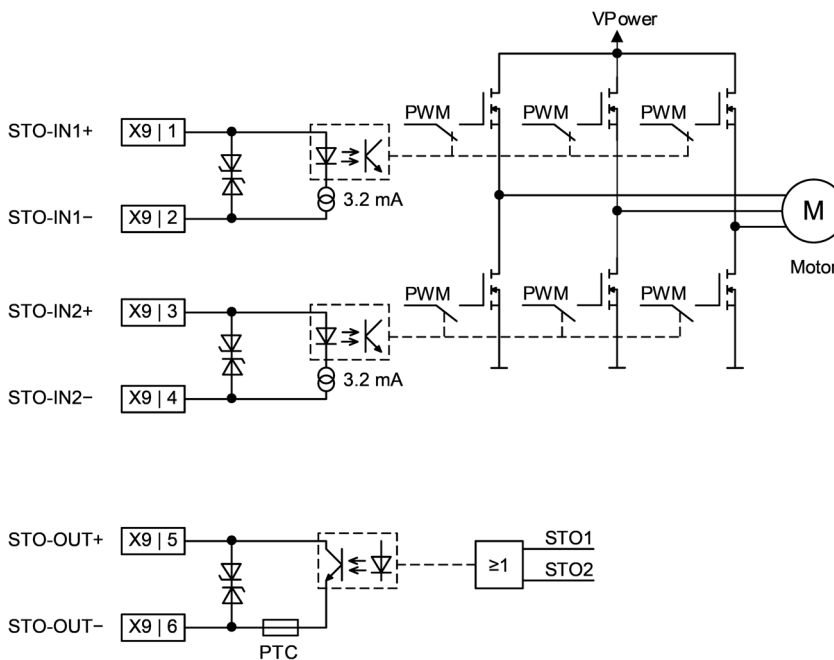 VPower
STO-IN1+ X9 | 1 PWM PWM PWM
STO-IN1− X9 | 2 3.2 mA
M
Motor
STO-IN2+ X9 | 3 PWM PWM PWM
STO-IN2− X9 | 4 3.2 mA
STO-OUT+ X9 | 5 ≥1 STO1
STO2
STO-OUT− X9 | 6
PTC